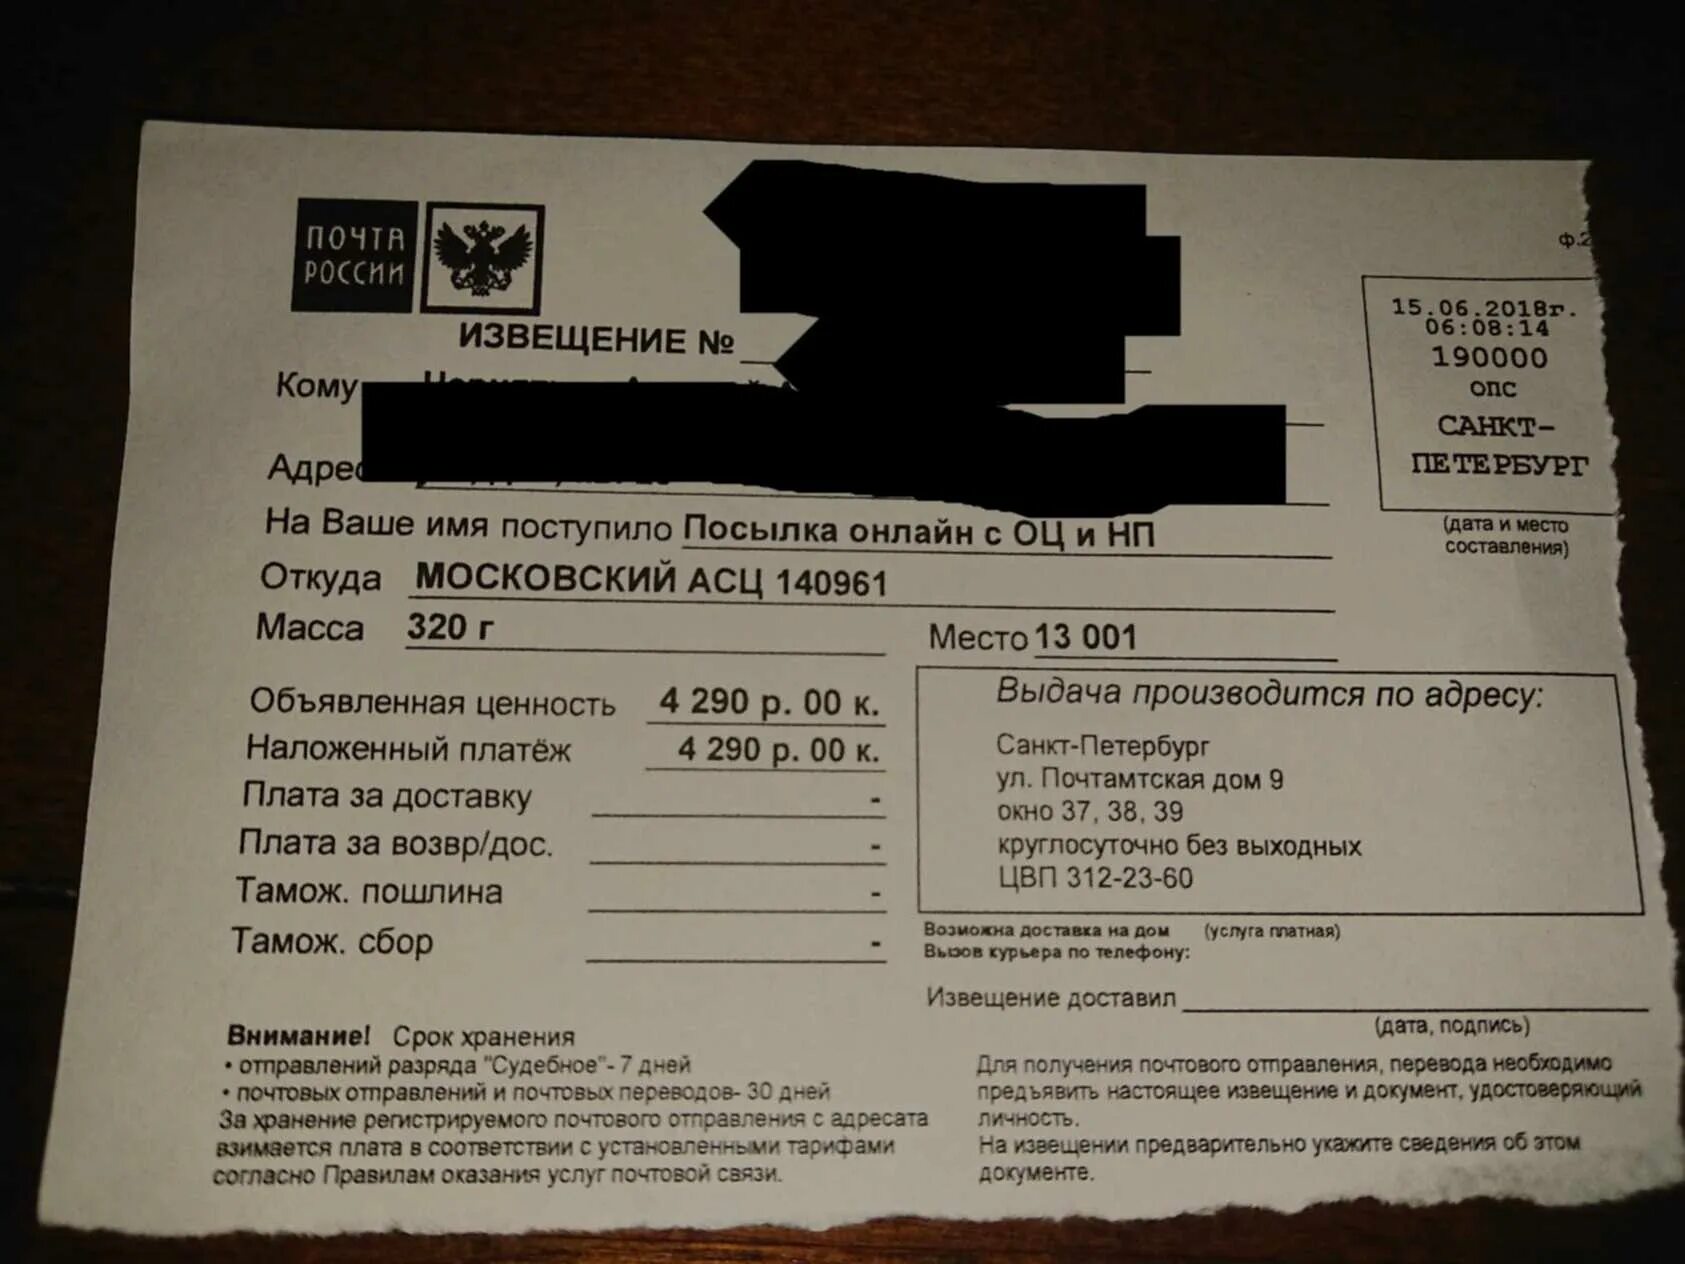 ПОЧТА
РОССИИ
ф.2
ИЗВЕЩЕНИЕ №
15.06.2018г.
06:08:14
190000
ОПС
САНКТ-
ПЕТЕРБУРГ
(дата и место
составления)
Кому
Адрес
На Ваше имя поступило Посылка онлайн с ОЦ и НП
Откуда МОСКОВСКИЙ АСЦ 140961
Масса 320 г
Место 13 001
Объявленная ценность 4 290 р. 00 к.
Наложенный платёж 4 290 р. 00 к.
Плата за доставку -
Плата за возвр/дос. -
Тамож. пошлина -
Тамож. сбор -
Выдача производится по адресу:
Санкт-Петербург
ул. Почтамтская дом 9
окно 37, 38, 39
круглосуточно без выходных
ЦВП 312-23-60
Возможна доставка на дом (услуга платная)
Вызов курьера по телефону:
Извещение доставил
(дата, подпись)
Внимание! Срок хранения
• отправлений разряда "Судебное"- 7 дней
• почтовых отправлений и почтовых переводов- 30 дней
За хранение регистрируемого почтового отправления с адресата
взимается плата в соответствии с установленными тарифами
согласно Правилам оказания услуг почтовой связи.
Для получения почтового отправления, перевода необходимо
предъявить настоящее извещение и документ, удостоверяющий
личность.
На извещении предварительно укажите сведения об этом
документе.